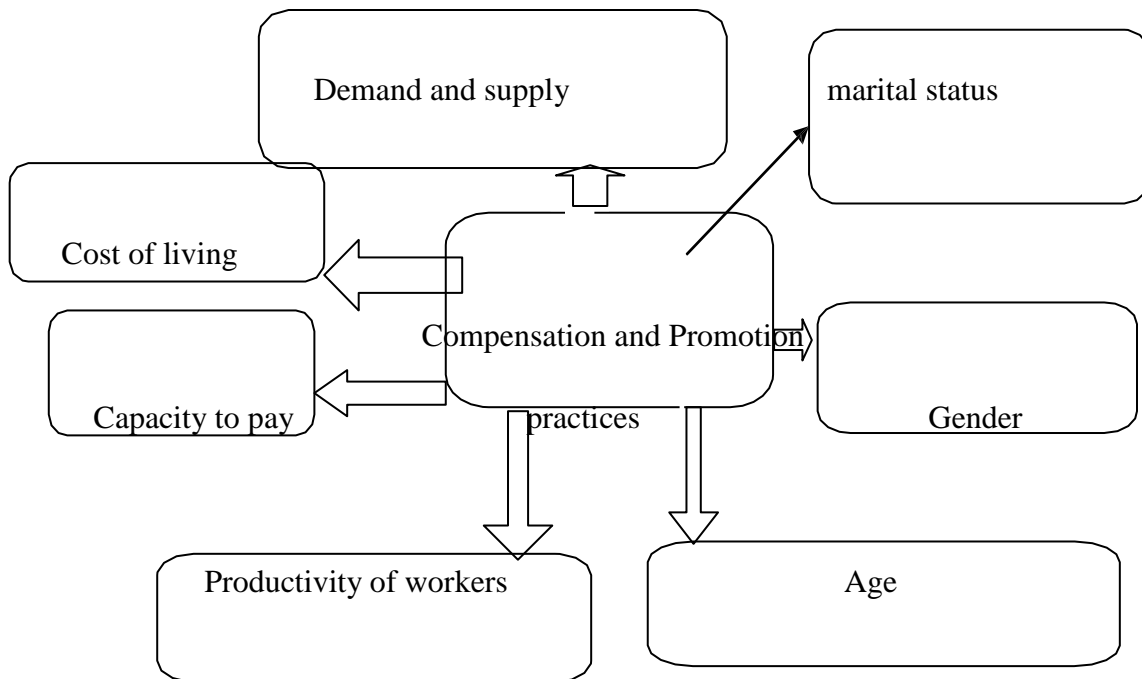 Demand and supply
marital status
Cost of living
Compensation and Promotion
practices
Capacity to pay
Gender
Productivity of workers
Age